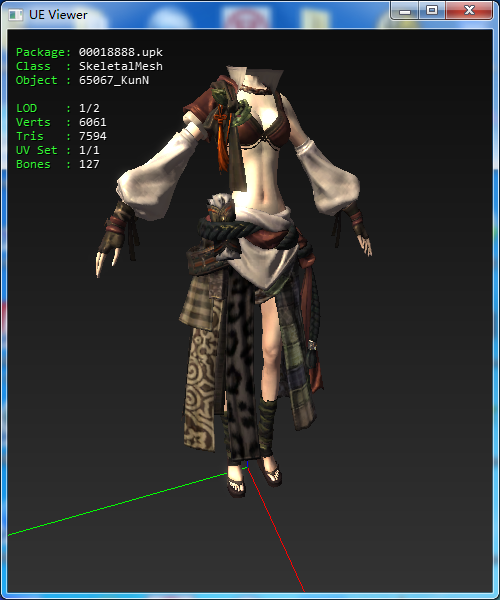 UE Viewer
Package: 00018888.upk
Class : SkeletalMesh
Object : 65067_KunN
LOD : 1/2
Verts : 6061
Tris : 7594
UV Set : 1/1
Bones : 127